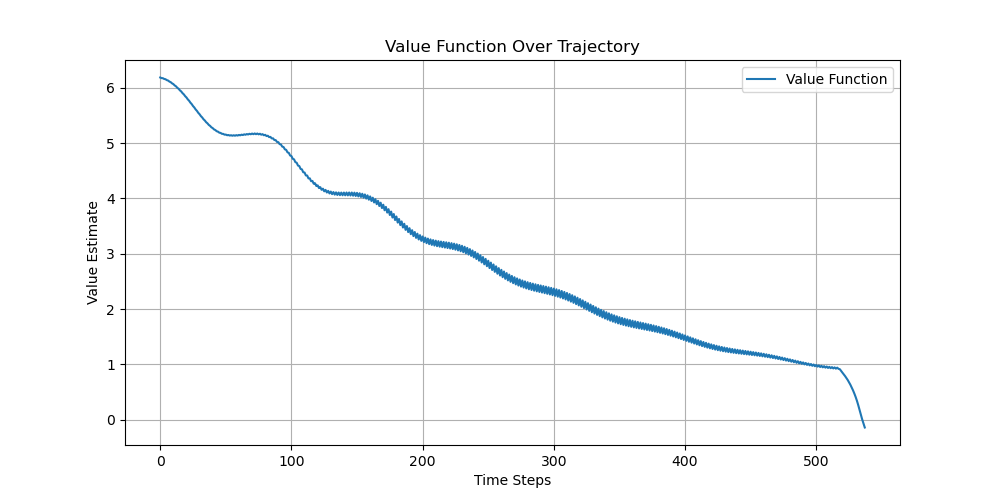 Value Function Over Trajectory
Value Function
6
5
4
3
2
1
0
Value Estimate
0 100 200 300 400 500
Time Steps